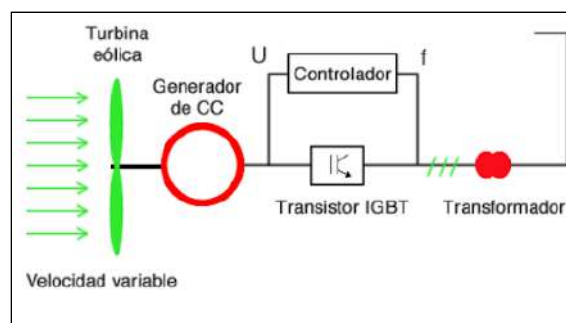 Turbina
eólica
Generador
de CC
U
Controlador
f
Transistor IGBT
Transformador
Velocidad variable